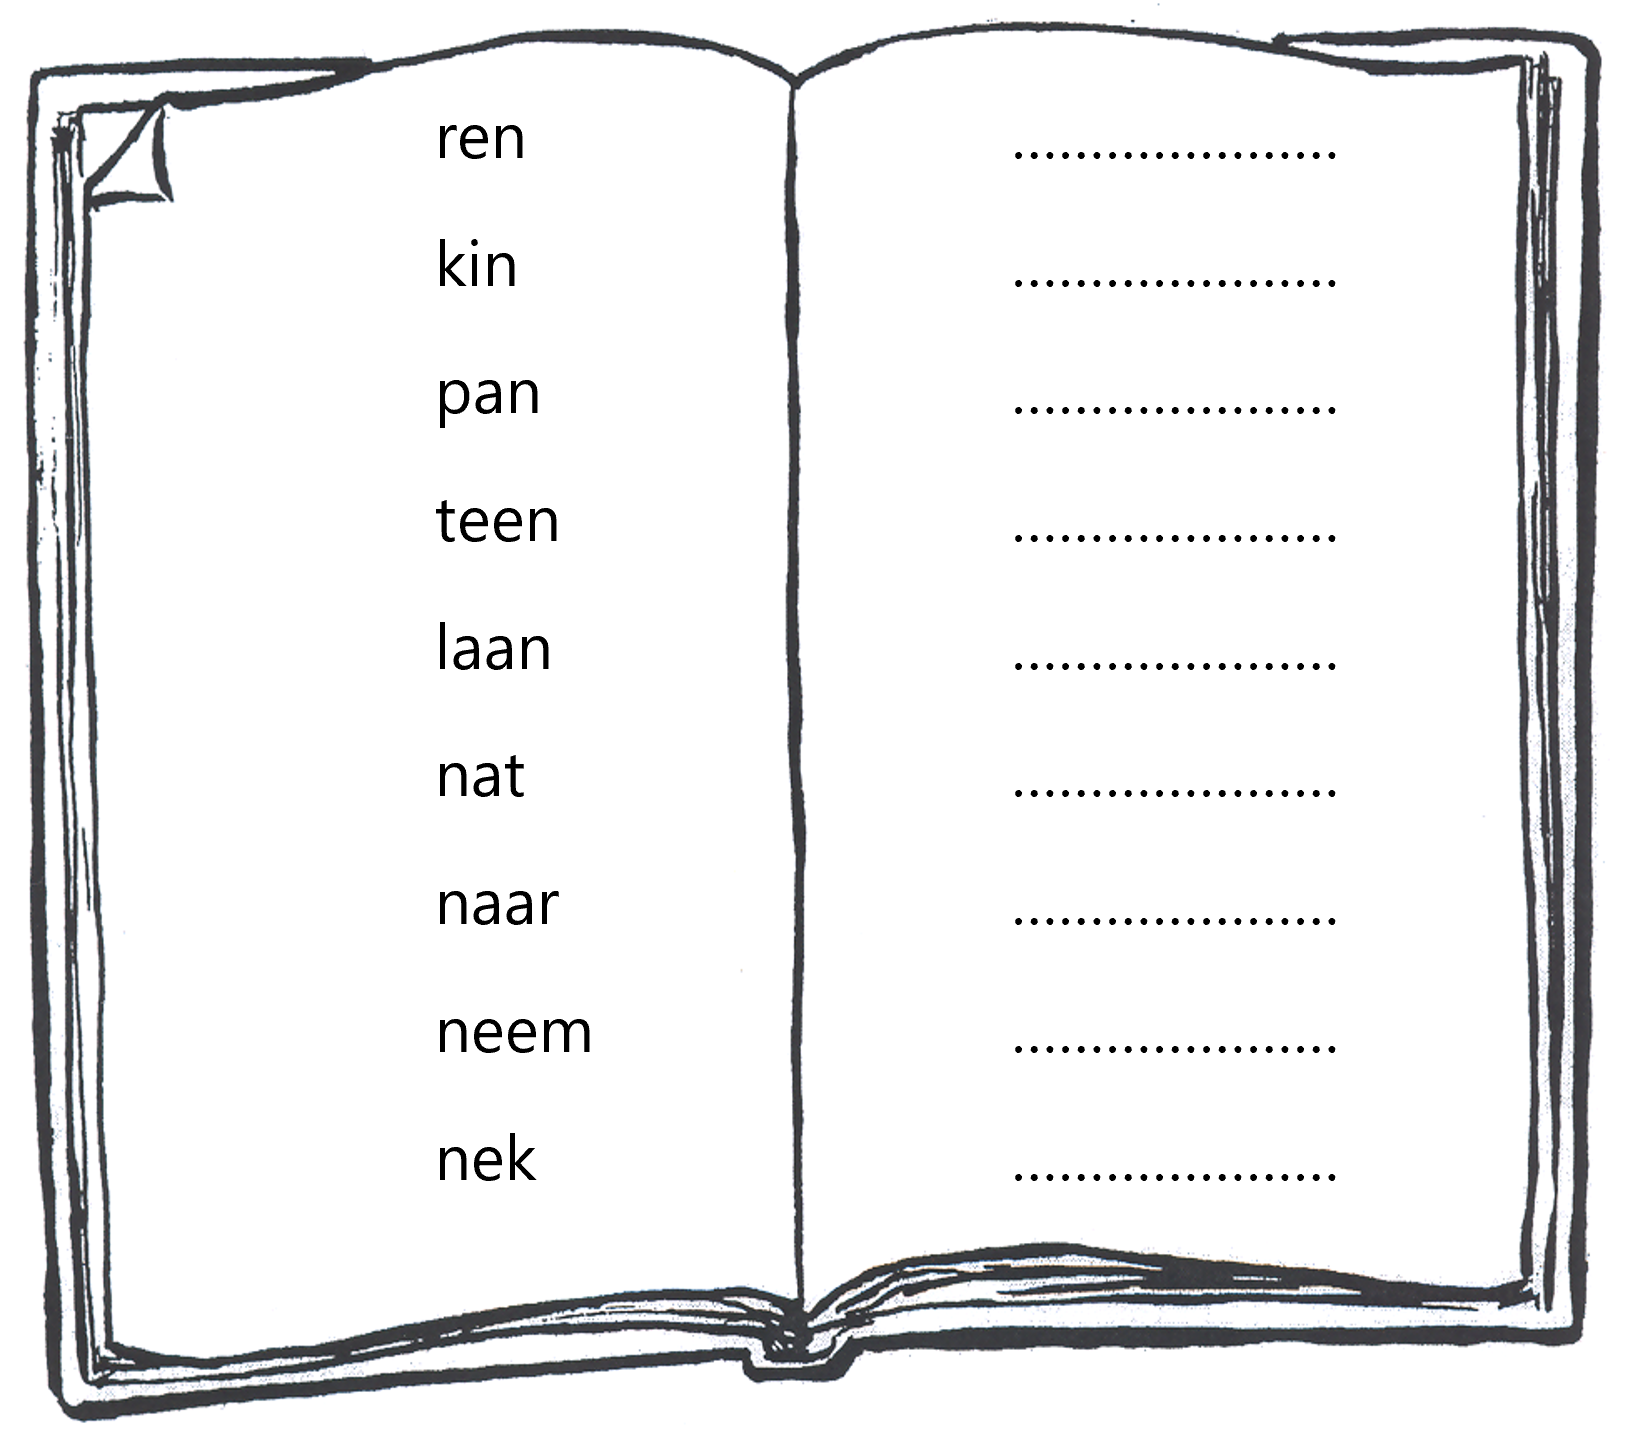 ren .....................
kin .....................
pan .....................
teen .....................
laan .....................
nat .....................
naar .....................
neem .....................
nek .....................